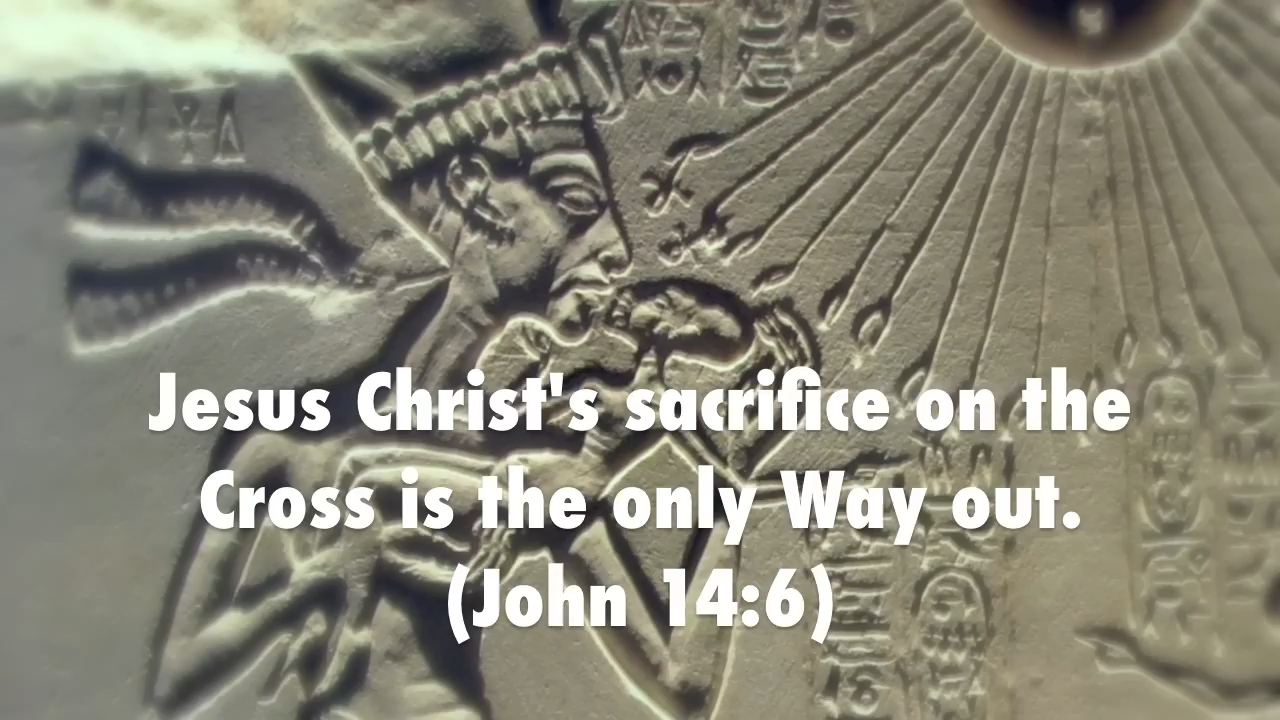 Jesus Christ's sacrifice on the
Cross is the only Way out.
(John 14:6)